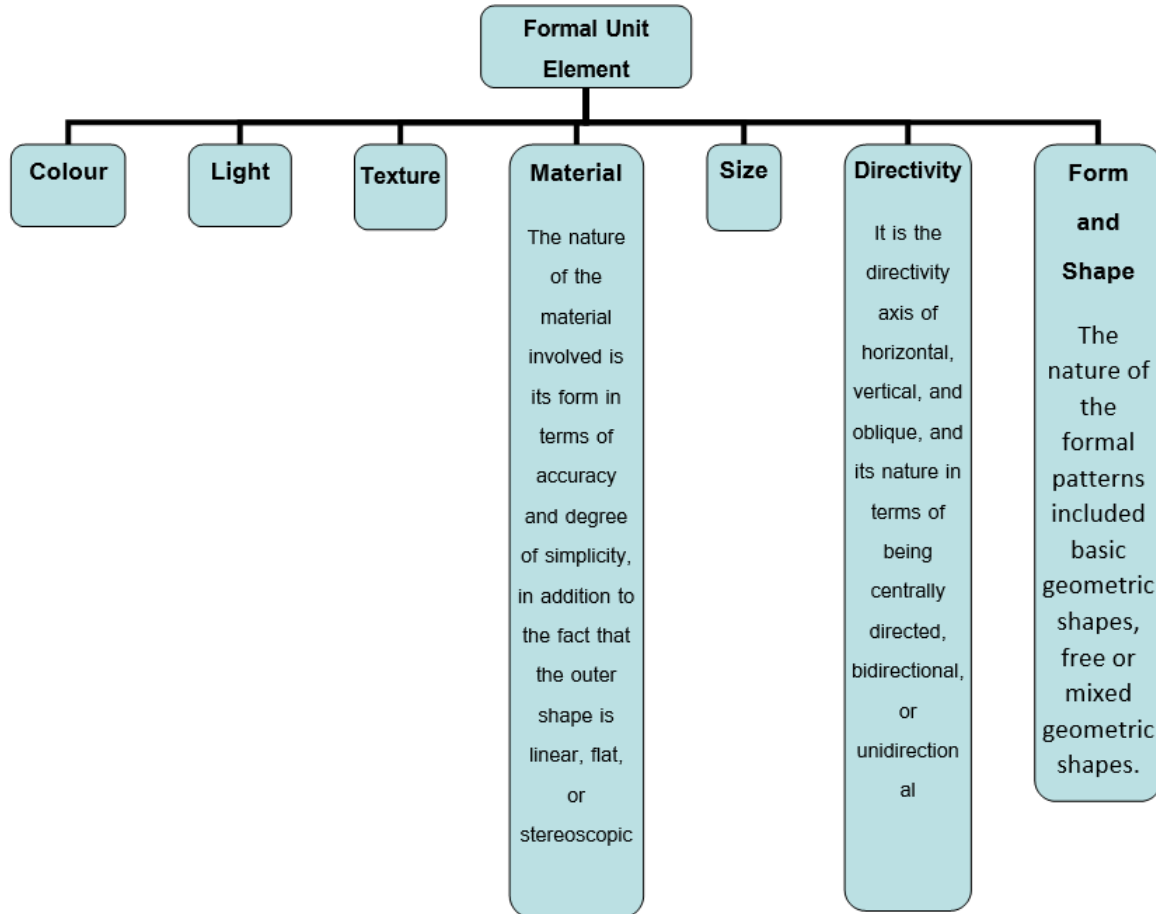 Formal Unit
Element
Colour
Light
Texture
Material
The nature
of the
material
involved is
its form in
terms of
accuracy
and degree
of simplicity,
in addition to
the fact that
the outer
shape is
linear, flat,
or
stereoscopic
Size
Directivity
It is the
directivity
axis of
horizontal,
vertical, and
oblique, and
its nature in
terms of
being
centrally
directed,
bidirectional,
or
unidirection
al
Form
and
Shape
The
nature of
the
formal
patterns
included
basic
geometric
shapes,
free or
mixed
geometric
shapes.